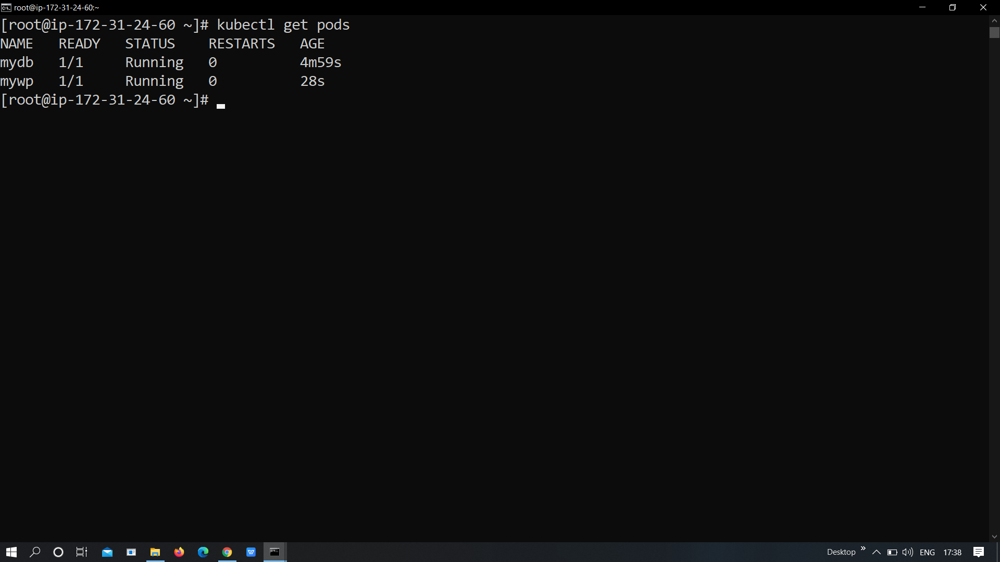 root@ip-172-31-24-60:~
[root@ip-172-31-24-60 ~]# kubectl get pods
NAME   READY   STATUS    RESTARTS   AGE
mydb   1/1     Running   0          4m59s
mywp   1/1     Running   0          28s
[root@ip-172-31-24-60 ~]#
Desktop » ENG 17:38